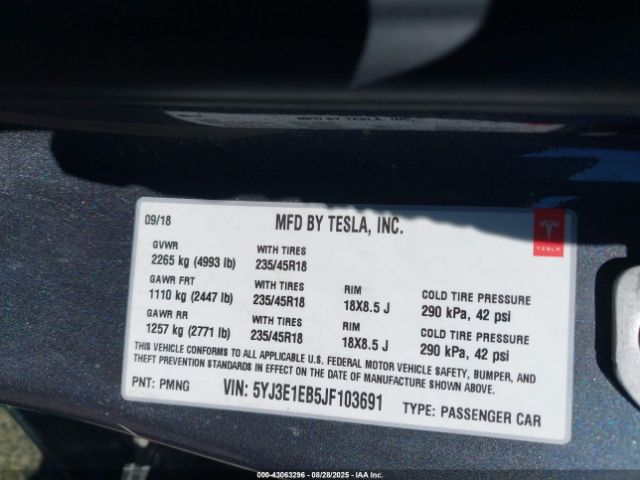 MFD BY TESLA, INC.
09/18 MFD BY TESLA, INC.
GVWR WITH TIRES
2265 kg (4993 lb) 235/45R18
GAWR FRT WITH TIRES RIM COLD TIRE PRESSURE
1110 kg (2447 lb) 235/45R18 18X8.5 J 290 kPa, 42 psi
GAWR RR WITH TIRES RIM COLD TIRE PRESSURE
1257 kg (2771 lb) 235/45R18 18X8.5 J 290 kPa, 42 psi
THIS VEHICLE CONFORMS TO ALL APPLICABLE U.S. FEDERAL MOTOR VEHICLE SAFETY, BUMPER, AND
THEFT PREVENTION STANDARDS IN EFFECT ON THE DATE OF MANUFACTURE SHOWN ABOVE.
PNT: PMNG VIN: 5YJ3E1EB5JF103691 TYPE: PASSENGER CAR
TESLA
000-43063296 - 08/28/2025 - IAA Inc.